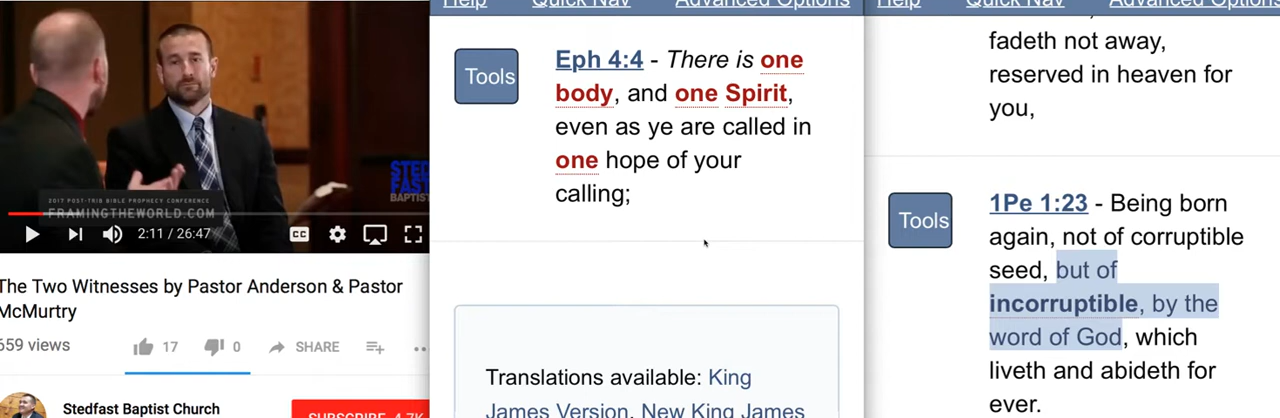 Help Quick Nav Advanced Options
Help Quick Nav Advanced Options
STED
FAST
BAPTIST
2017 POST-TRIB BIBLE PROPHECY CONFERENCE
FRAMINGTHEWORLD.COM
2:11 / 26:47
CC
The Two Witnesses by Pastor Anderson & Pastor
McMurtry
659 views
17
0
SHARE
Stedfast Baptist Church
SUBSCRIBE 4.7K
Tools
Eph 4:4 - There is one
body, and one Spirit,
even as ye are called in
one hope of your
calling;
Translations available: King
James Version, New King James
fadeth not away,
reserved in heaven for
you,
Tools
1Pe 1:23 - Being born
again, not of corruptible
seed, but of
incorruptible, by the
word of God, which
liveth and abideth for
ever.